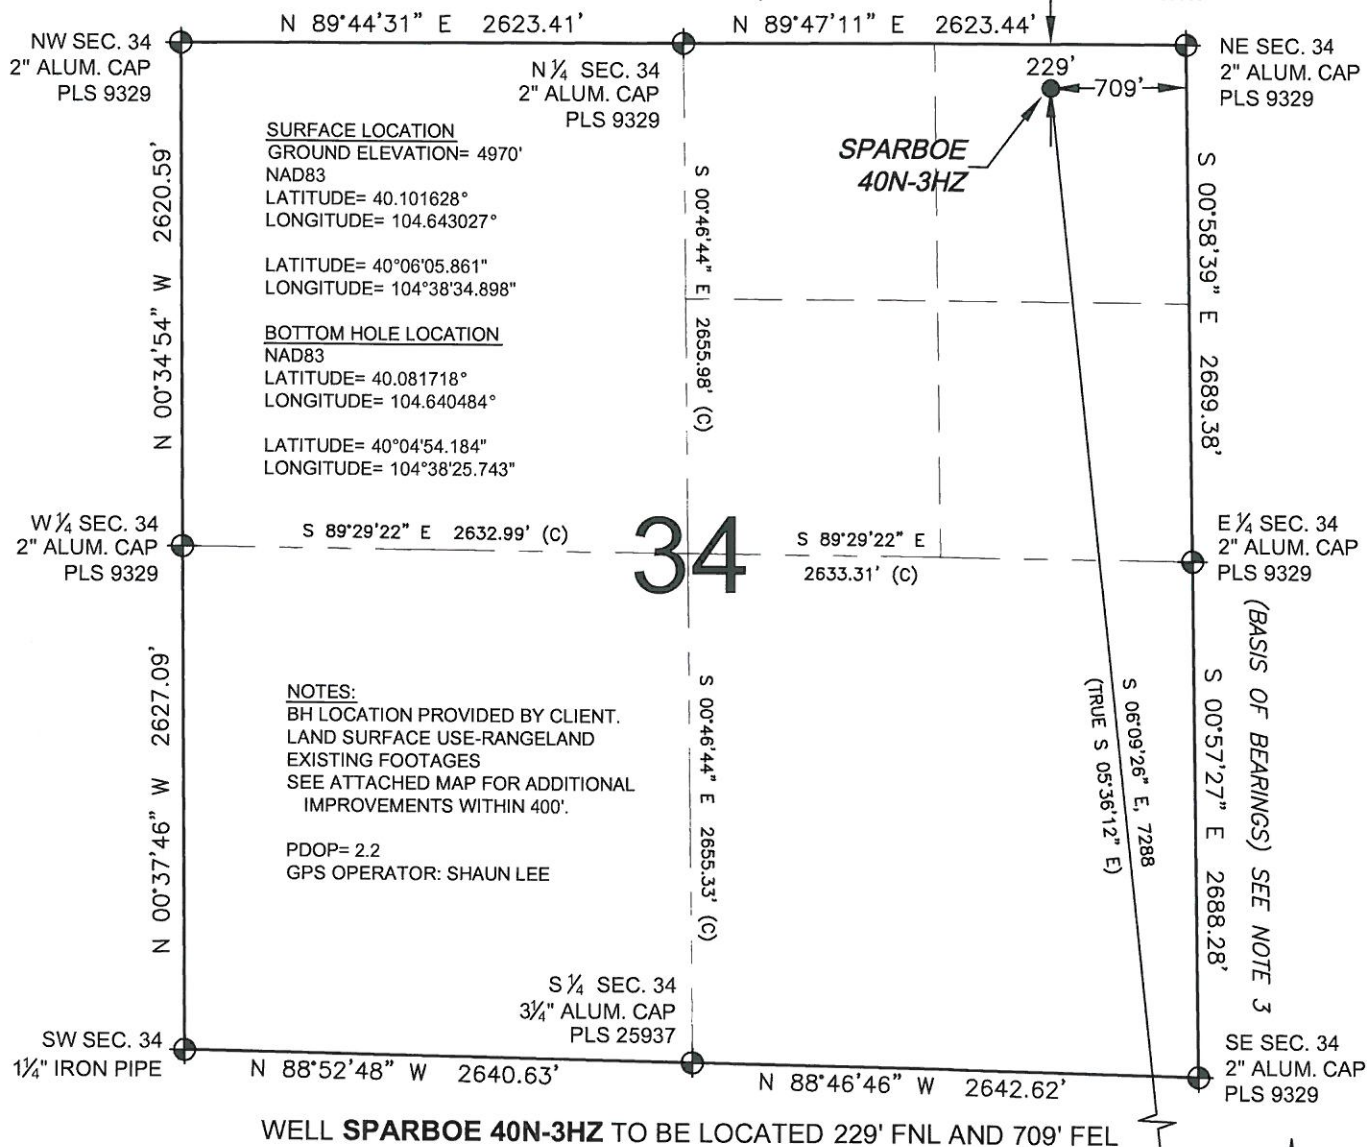 N 89°44'31" E 2623.41'
N 89°47'11" E 2623.44'
NW SEC. 34
2" ALUM. CAP
PLS 9329
N 1/4 SEC. 34
2" ALUM. CAP
PLS 9329
NE SEC. 34
2" ALUM. CAP
PLS 9329
229'
709'
SPARBOE
40N-3HZ
SURFACE LOCATION
GROUND ELEVATION= 4970'
NAD83
LATITUDE= 40.101628°
LONGITUDE= 104.643027°
LATITUDE= 40°06'05.861"
LONGITUDE= 104°38'34.898"
BOTTOM HOLE LOCATION
NAD83
LATITUDE= 40.081718°
LONGITUDE= 104.640484°
LATITUDE= 40°04'54.184"
LONGITUDE= 104°38'25.743"
N 00°34'54" W 2620.59'
S 00°46'44" E 2655.98' (C)
S 00°58'39" E 2689.38'
W 1/4 SEC. 34
2" ALUM. CAP
PLS 9329
S 89°29'22" E 2632.99' (C)
34
S 89°29'22" E
2633.31' (C)
E 1/4 SEC. 34
2" ALUM. CAP
PLS 9329
N 00°37'46" W 2627.09'
NOTES:
BH LOCATION PROVIDED BY CLIENT.
LAND SURFACE USE-RANGELAND
EXISTING FOOTAGES
SEE ATTACHED MAP FOR ADDITIONAL
IMPROVEMENTS WITHIN 400'.
PDOP= 2.2
GPS OPERATOR: SHAUN LEE
S 00°46'44" E 2655.33' (C)
S 06°09'26" E, 7288
(TRUE S 05°36'12" E)
S 00°57'27" E 2688.28'
(BASIS OF BEARINGS) SEE NOTE 3
S 1/4 SEC. 34
3 1/4" ALUM. CAP
PLS 25937
SW SEC. 34
1 1/4" IRON PIPE
SE SEC. 34
2" ALUM. CAP
PLS 9329
N 88°52'48" W 2640.63'
N 88°46'46" W 2642.62'
WELL SPARBOE 40N-3HZ TO BE LOCATED 229' FNL AND 709' FEL